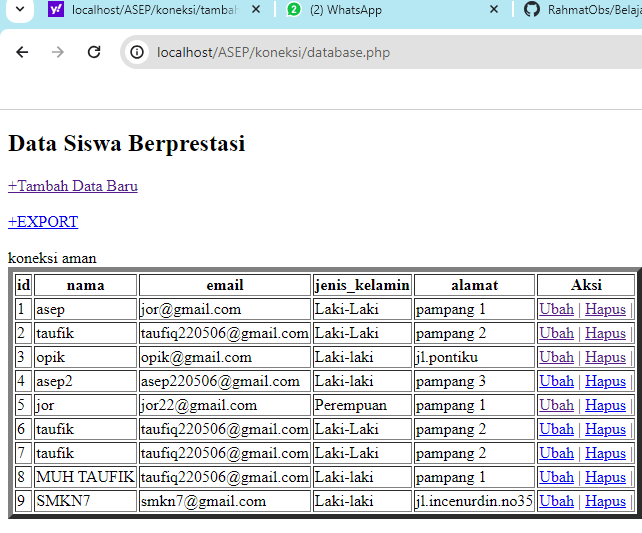 localhost/ASEP/koneksi/tambah
(2) WhatsApp
RahmatObs/Belaja
localhost/ASEP/koneksi/database.php
Data Siswa Berprestasi
+Tambah Data Baru
+EXPORT
koneksi aman
id nama email jenis_kelamin alamat Aksi
1 asep jor@gmail.com Laki-Laki pampang 1 Ubah | Hapus |
2 taufik taufiq220506@gmail.com Laki-Laki pampang 2 Ubah | Hapus |
3 opik opik@gmail.com Laki-laki jl.pontiku Ubah | Hapus |
4 asep2 asep220506@gmail.com Laki-laki pampang 3 Ubah | Hapus |
5 jor jor22@gmail.com Perempuan pampang 1 Ubah | Hapus |
6 taufik taufiq220506@gmail.com Laki-Laki pampang 2 Ubah | Hapus |
7 taufik taufiq220506@gmail.com Laki-Laki pampang 2 Ubah | Hapus |
8 MUH TAUFIK taufiq220506@gmail.com Laki-laki pampang 1 Ubah | Hapus |
9 SMKN7 smkn7@gmail.com Laki-laki jl.incenurdin.no35 Ubah | Hapus |